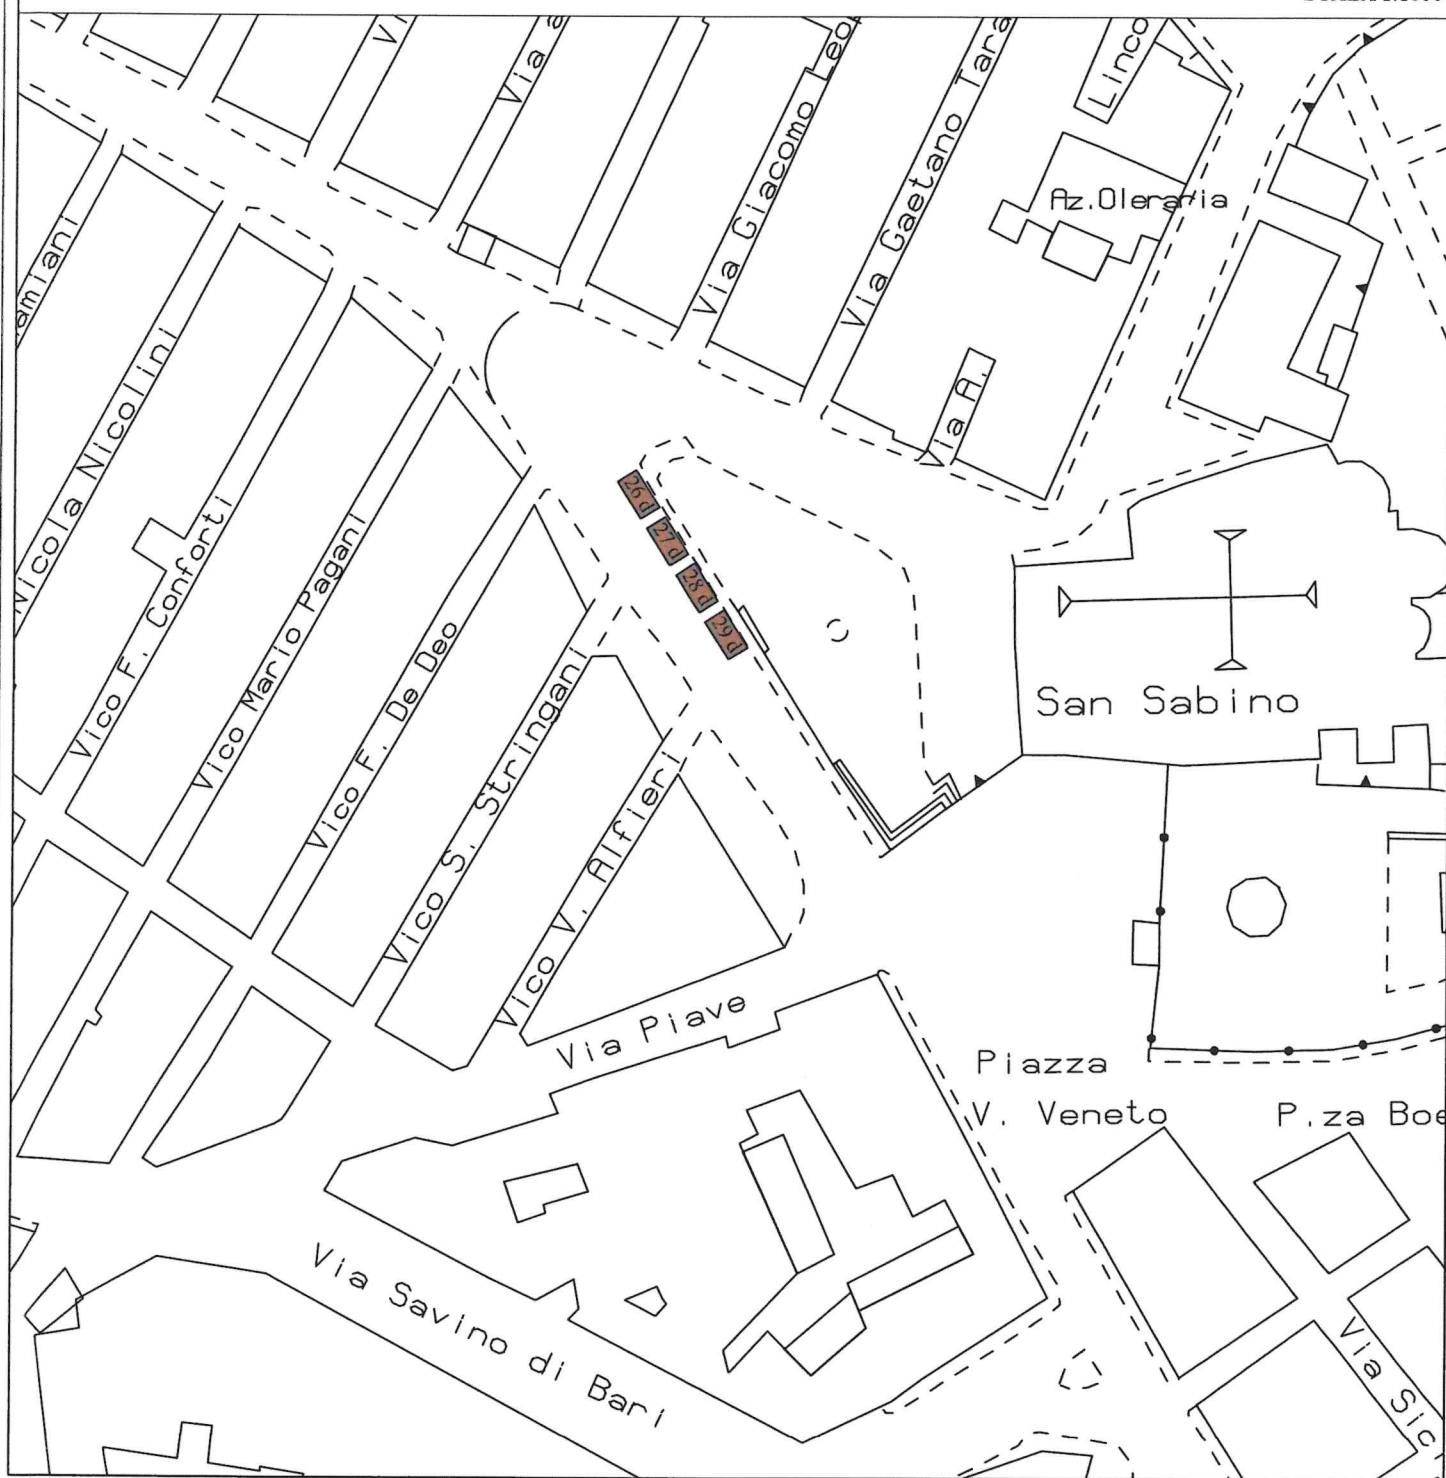 Vi
Via a
Via Giacomo Leop
Via Gaetano Tara
Linco
Az.Oleraria
amiani
Nicola Nicolini
Via A.
Vico F. Conforti
Vico Mario Pagani
Vico F. De Deo
Vico S. Stringani
Vico V. Alfieri
26 d
27 d
28 d
29 d
San Sabino
Via Piave
Piazza
V. Veneto
P.za Boe
Via Savino di Bari
Via Sic